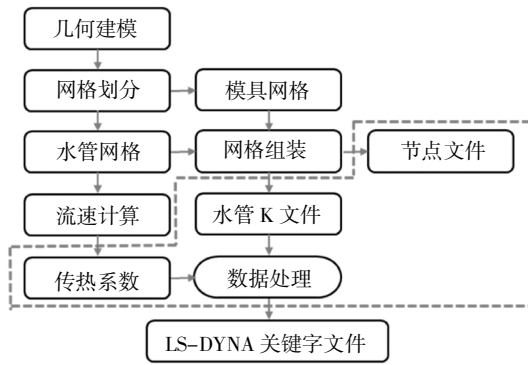 几何建模
网格划分
模具网格
水管网格
网格组装
节点文件
流速计算
水管 K 文件
传热系数
数据处理
LS-DYNA 关键字文件